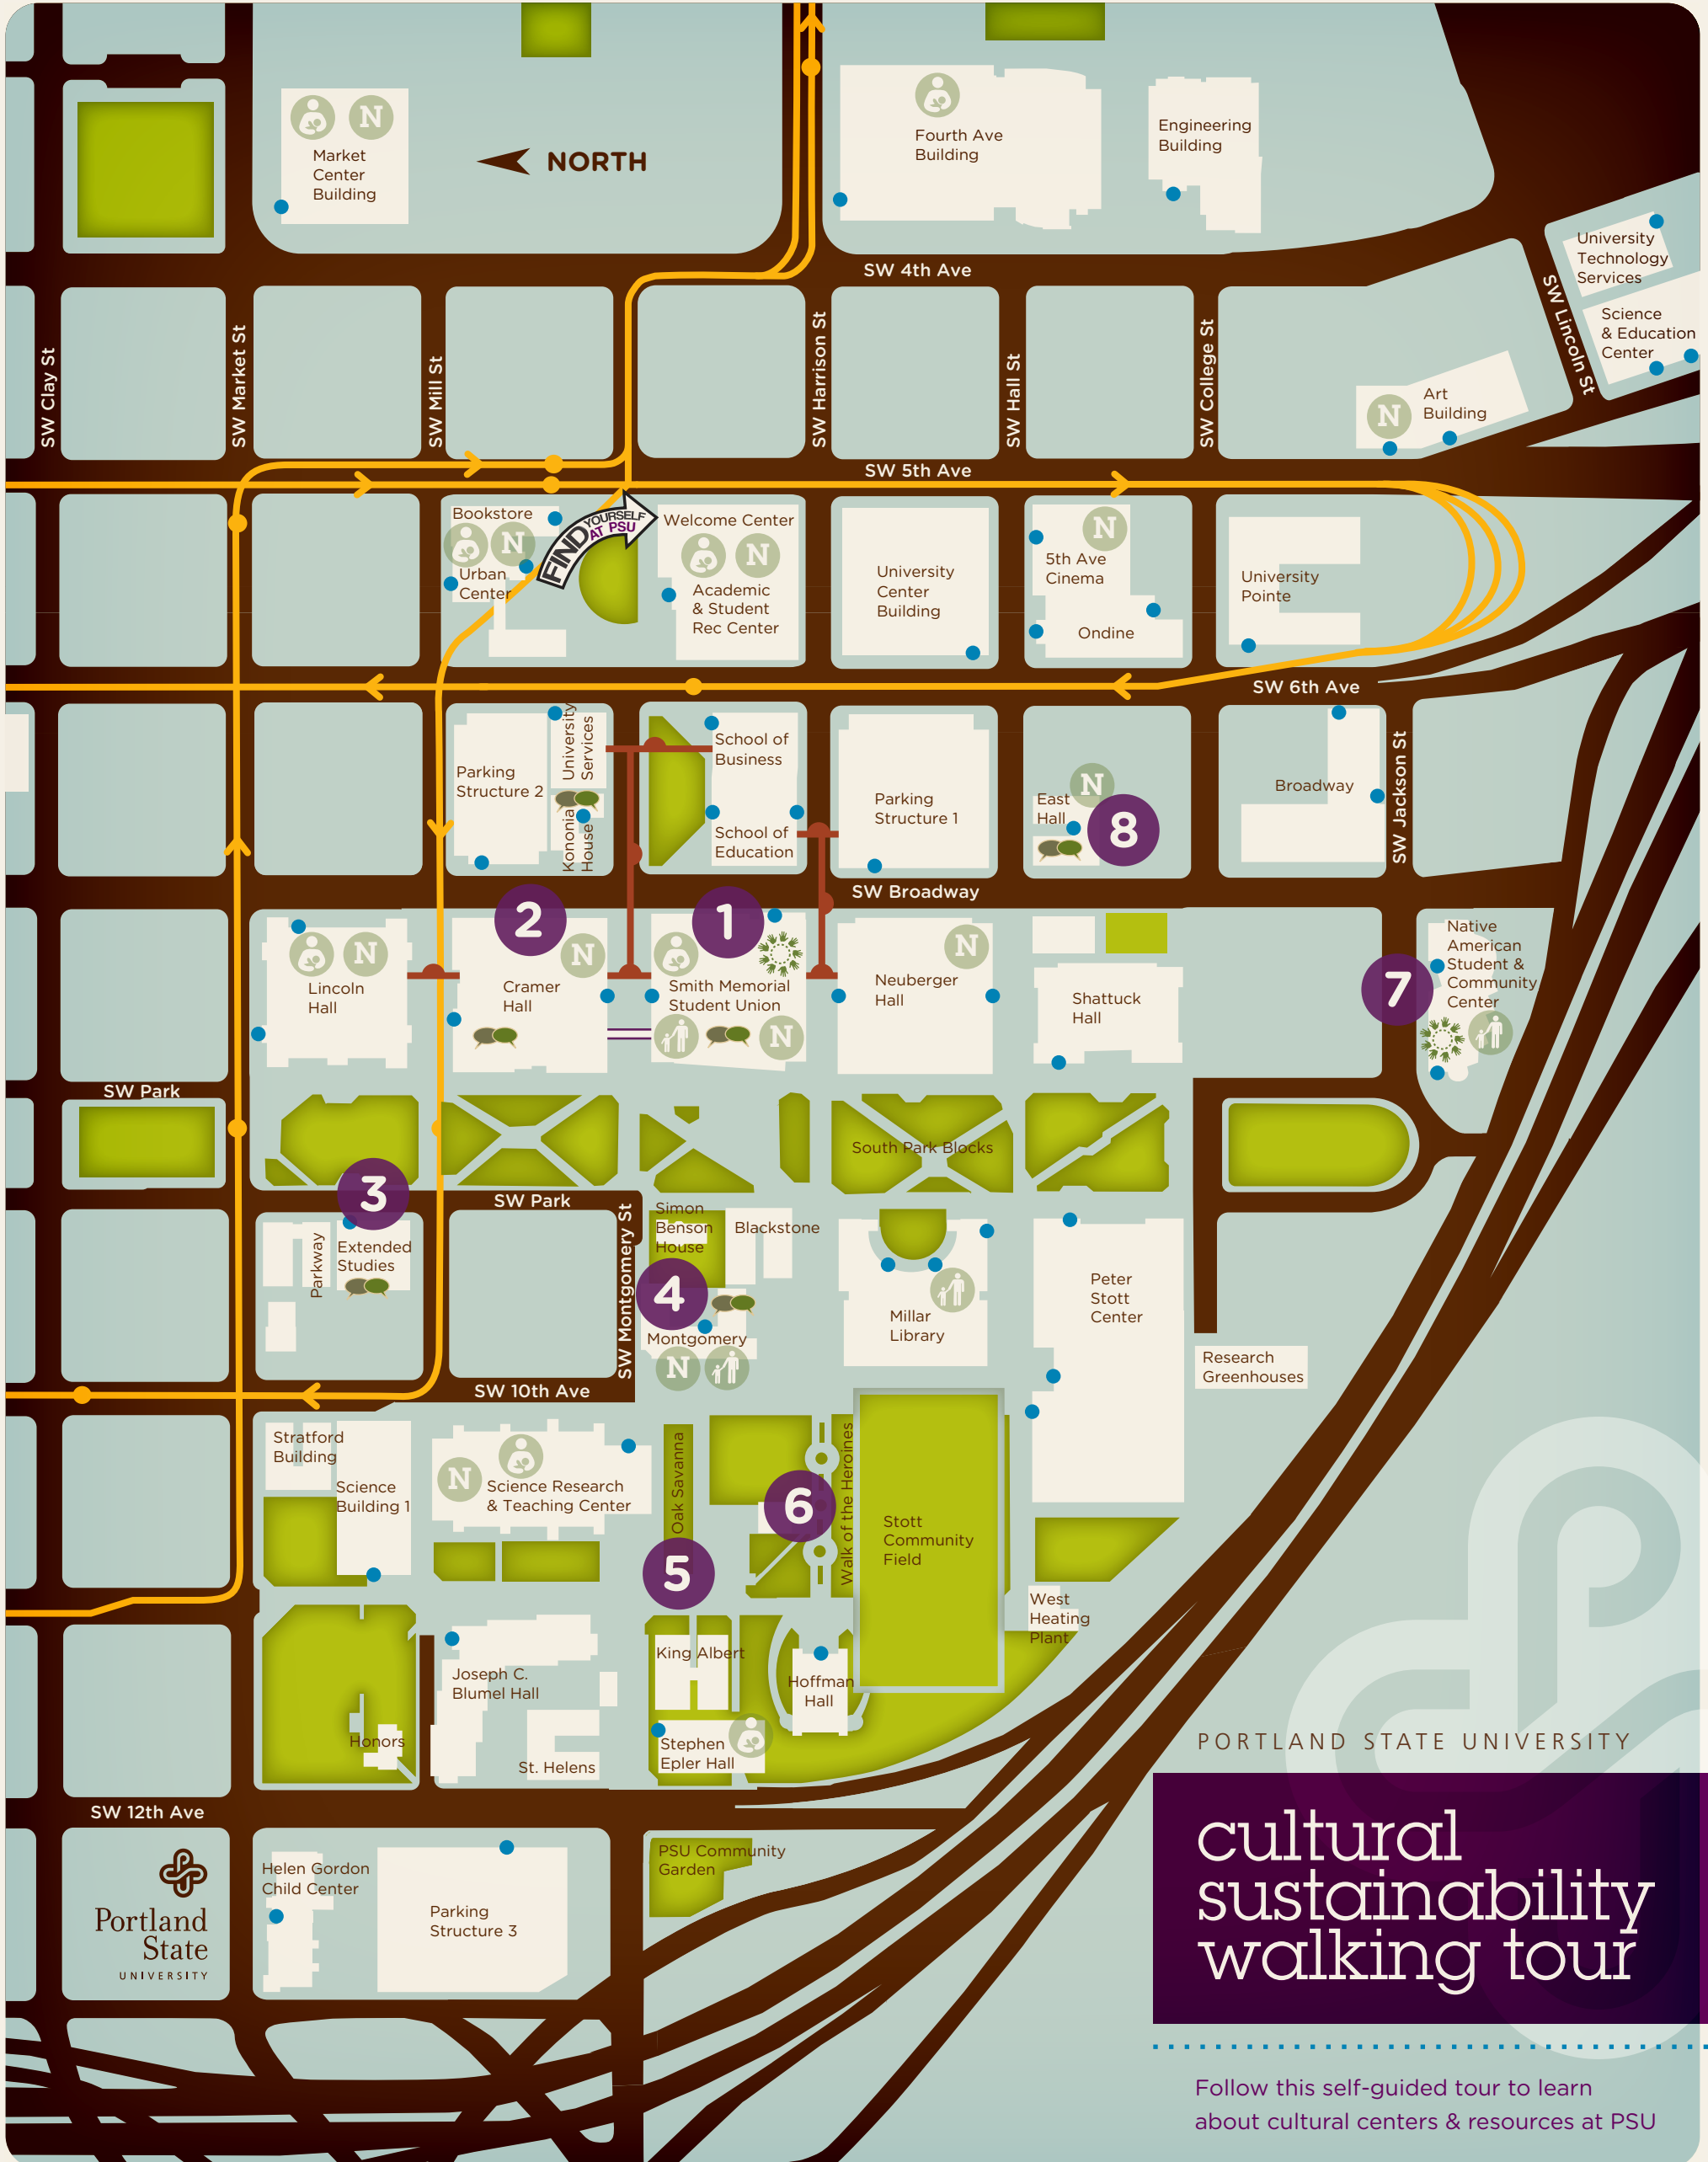 N
Market
Center
Building
NORTH
Fourth Ave
Building
Engineering
Building
University
Technology
Services
Science
& Education
Center
SW 4th Ave
SW Clay St
SW Market St
SW Mill St
SW Harrison St
SW Hall St
SW College St
SW Lincoln St
N
Art
Building
SW 5th Ave
Bookstore
N
Urban
Center
FIND
YOURSELF
AT PSU
Welcome Center
N
Academic
& Student
Rec Center
University
Center
Building
N
5th Ave
Cinema
Ondine
University
Pointe
SW 6th Ave
Parking
Structure 2
University
Services
Kononia
House
School of
Business
School of
Education
Parking
Structure 1
N
East
Hall
8
Broadway
SW Jackson St
SW Broadway
2
1
N
Lincoln
Hall
N
Cramer
Hall
Smith Memorial
Student Union
N
N
Neuberger
Hall
Shattuck
Hall
7
Native
American
Student &
Community
Center
SW Park
South Park Blocks
3
SW Park
SW Montgomery St
Parkway
Extended
Studies
Simon
Benson
House
Blackstone
4
Montgomery
N
Millar
Library
Peter
Stott
Center
Research
Greenhouses
SW 10th Ave
Stratford
Building
Science
Building 1
N
Science Research
& Teaching Center
Oak Savanna
5
6
Walk of the Heroines
Stott
Community
Field
West
Heating
Plant
King Albert
Hoffman
Hall
Joseph C.
Blumel Hall
Honors
St. Helens
Stephen
Epler Hall
SW 12th Ave
Portland
State
UNIVERSITY
Helen Gordon
Child Center
Parking
Structure 3
PSU Community
Garden
PORTLAND STATE UNIVERSITY
cultural
sustainability
walking tour
Follow this self-guided tour to learn
about cultural centers & resources at PSU